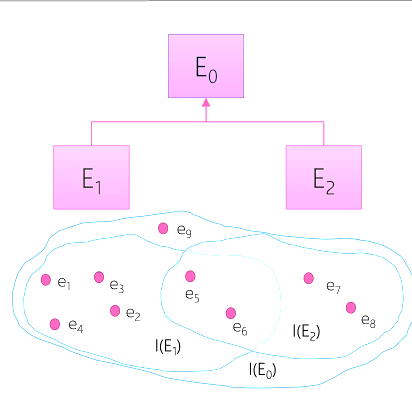 E₀
E₁
E₂
e₉
e₁
e₃
e₅
e₇
e₄
e₂
e₆
e₈
I(E₁)
I(E₂)
I(E₀)